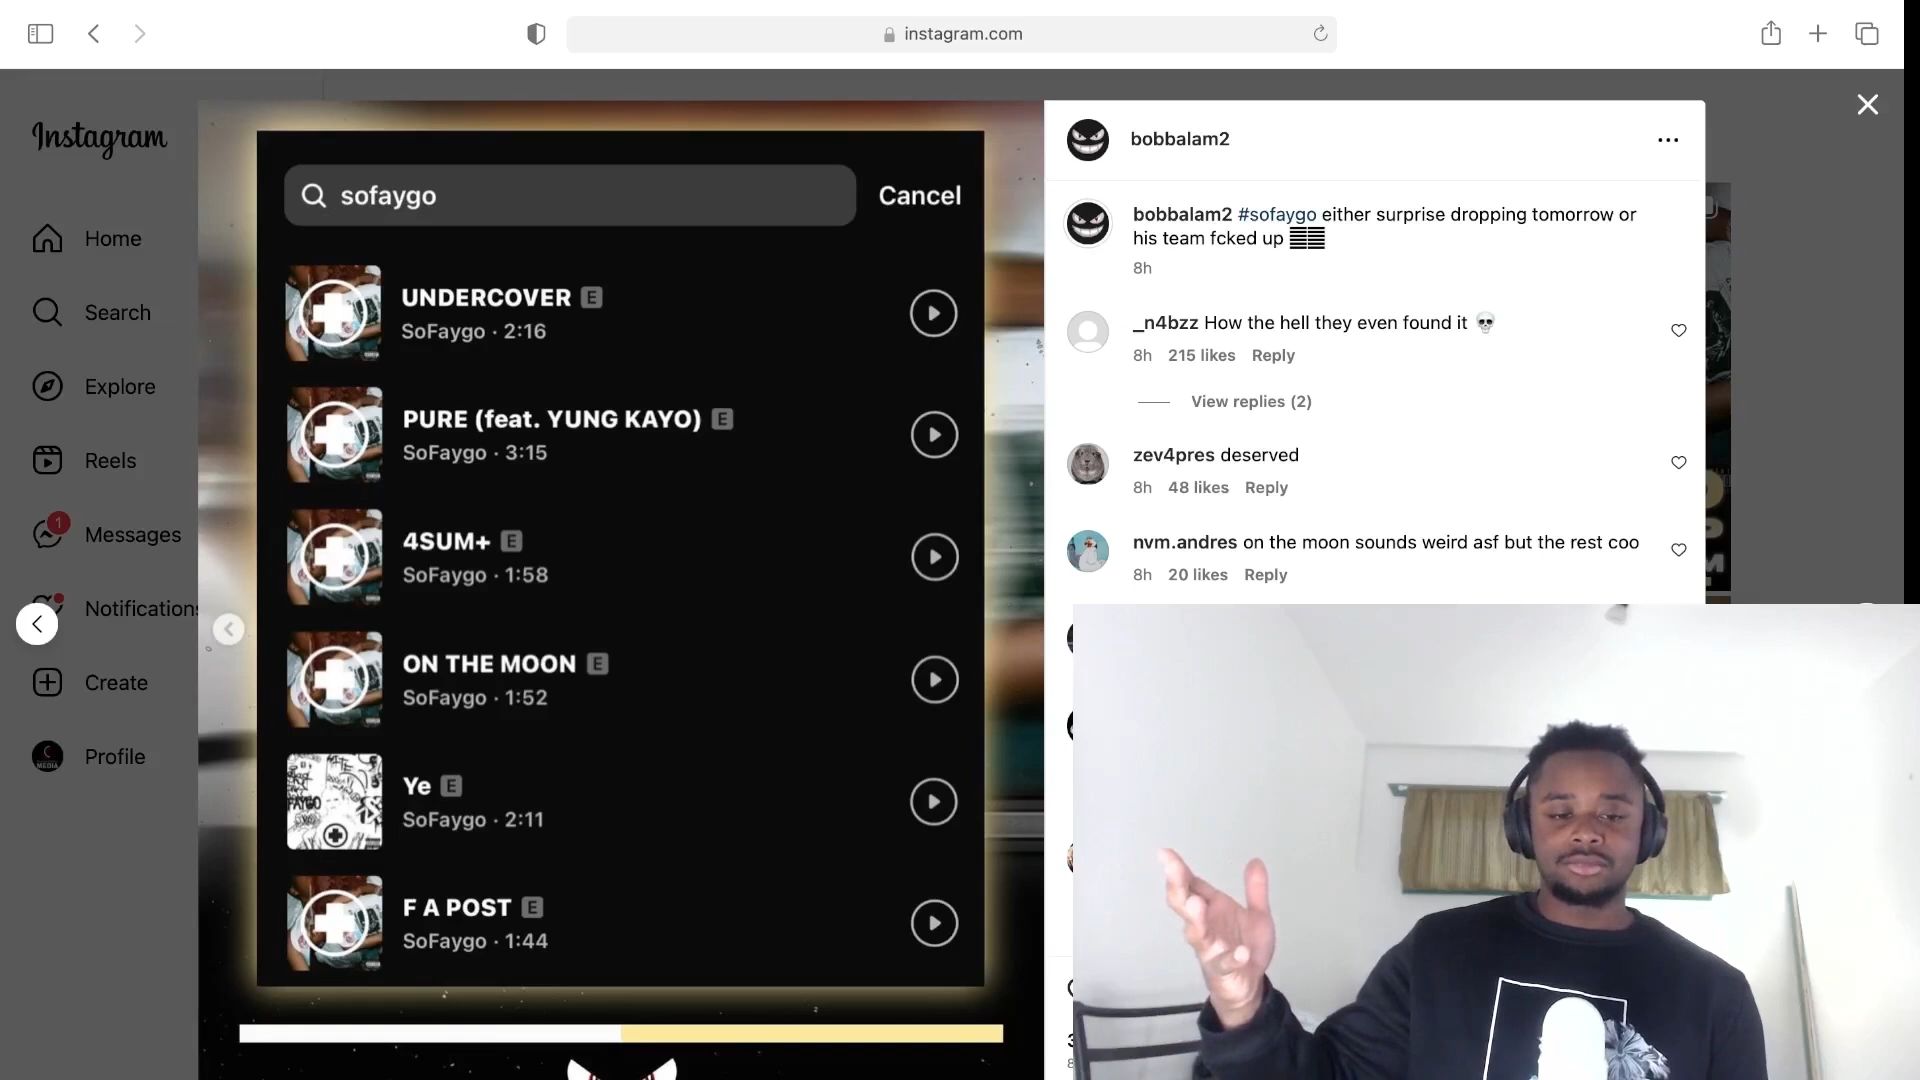 instagram.com
Instagram
Home
Search
Explore
Reels
1
Messages
Notifications
Create
Profile
sofaygo
Cancel
UNDERCOVER E
SoFaygo · 2:16
PURE (feat. YUNG KAYO) E
SoFaygo · 3:15
4SUM+ E
SoFaygo · 1:58
ON THE MOON E
SoFaygo · 1:52
Ye E
SoFaygo · 2:11
F A POST E
SoFaygo · 1:44
bobbalam2
bobbalam2 #sofaygo either surprise dropping tomorrow or
his team fcked up
8h
_n4bzz How the hell they even found it 💀
8h 215 likes Reply
View replies (2)
zev4pres deserved
8h 48 likes Reply
nvm.andres on the moon sounds weird asf but the rest coo
8h 20 likes Reply